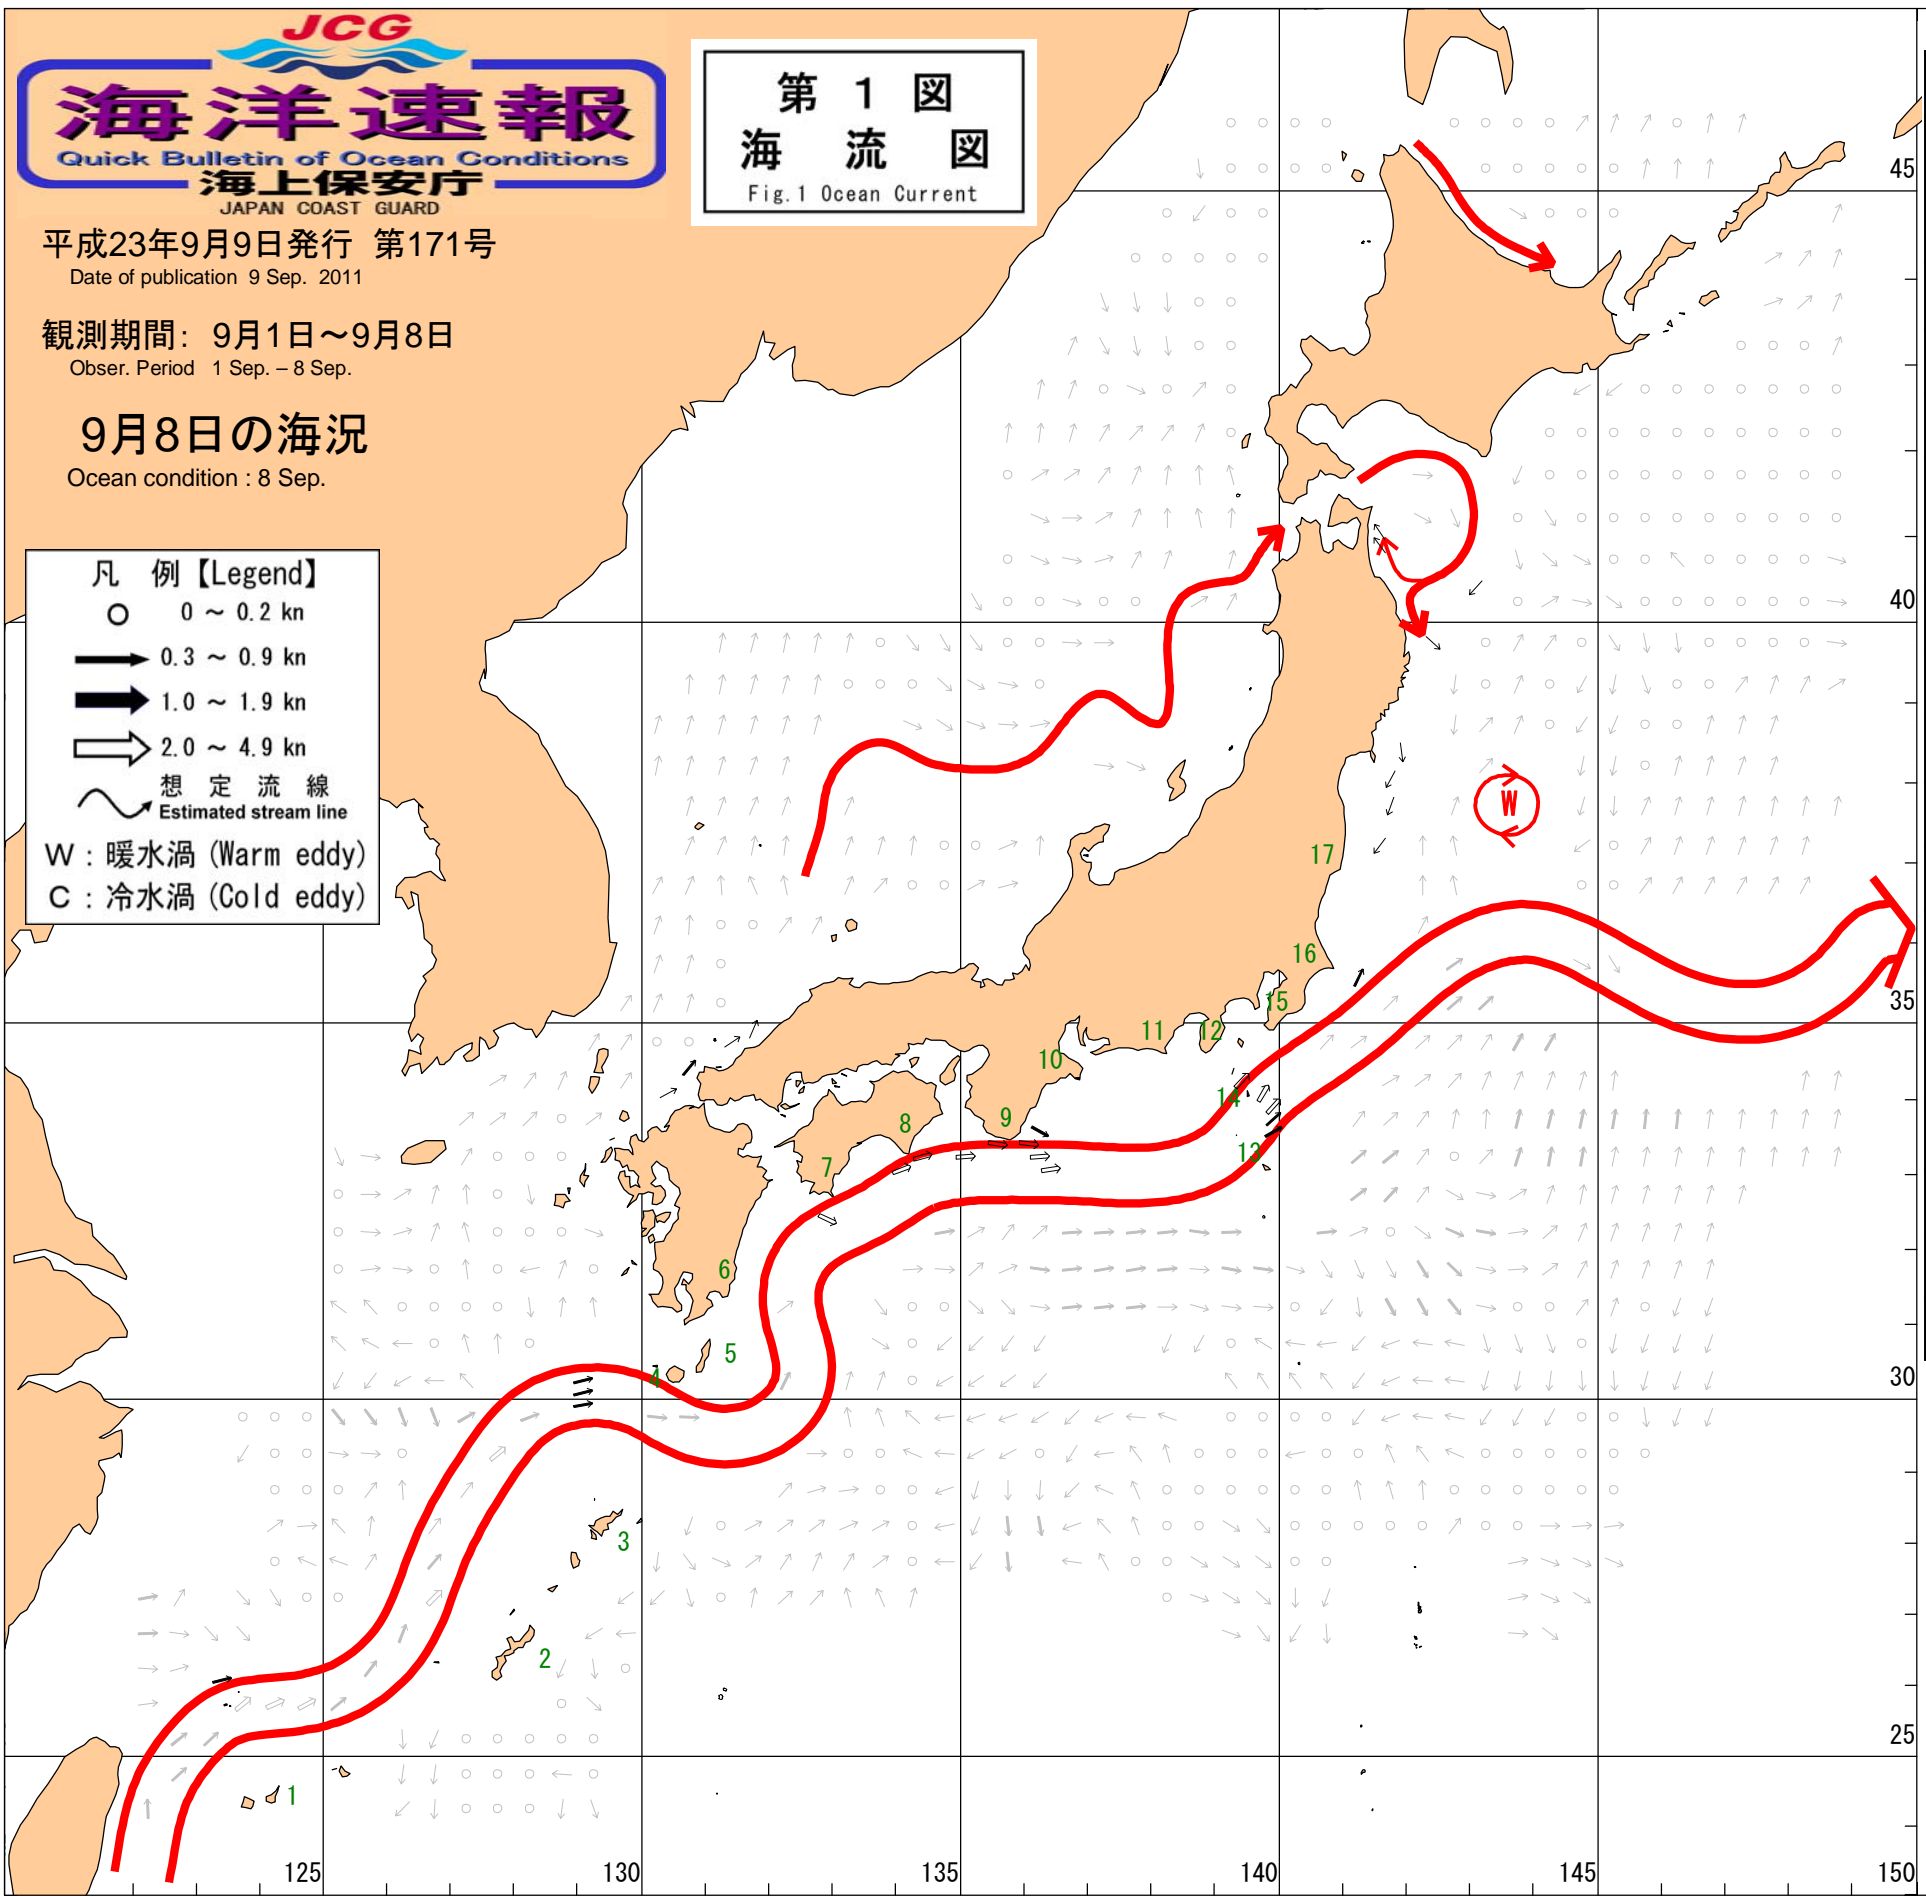 JCG
海洋速報
Quick Bulletin of Ocean Conditions
海上保安庁
JAPAN COAST GUARD
平成23年9月9日発行 第171号
Date of publication 9 Sep. 2011
観測期間: 9月1日～9月8日
Obser. Period 1 Sep. – 8 Sep.
9月8日の海況
Ocean condition : 8 Sep.
第 1 図
海 流 図
Fig.1 Ocean Current
凡 例【Legend】
0 ～ 0.2 kn
0.3 ～ 0.9 kn
1.0 ～ 1.9 kn
2.0 ～ 4.9 kn
想 定 流 線
Estimated stream line
W : 暖水渦 (Warm eddy)
C : 冷水渦 (Cold eddy)
45
40
W
17
16
35
15
12
11
10
14
9
8
13
7
6
5
4
30
3
2
25
1
125
130
135
140
145
150